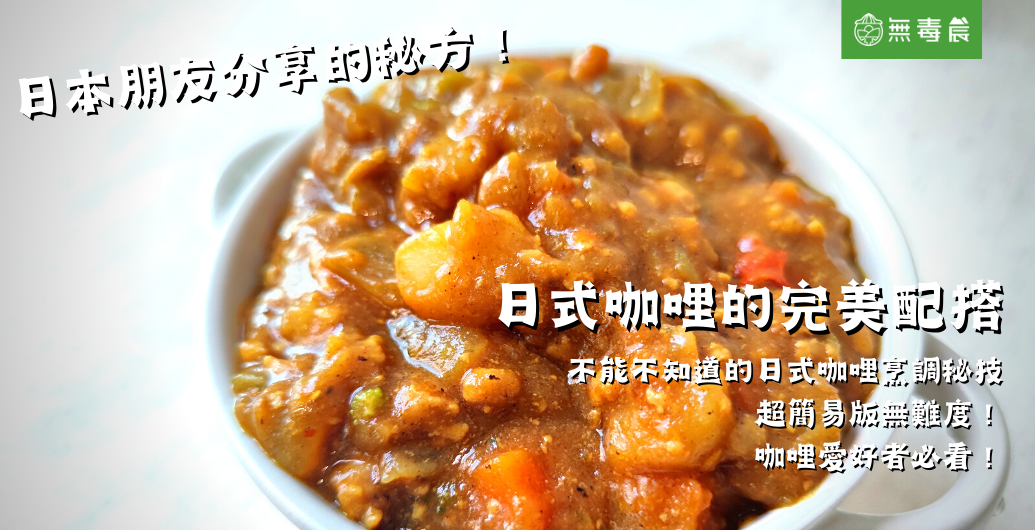 無毒農
日本朋友分享的秘方！
日式咖哩的完美配搭
不能不知道的日式咖哩烹調秘技
超簡易版無難度！
咖哩愛好者必看！